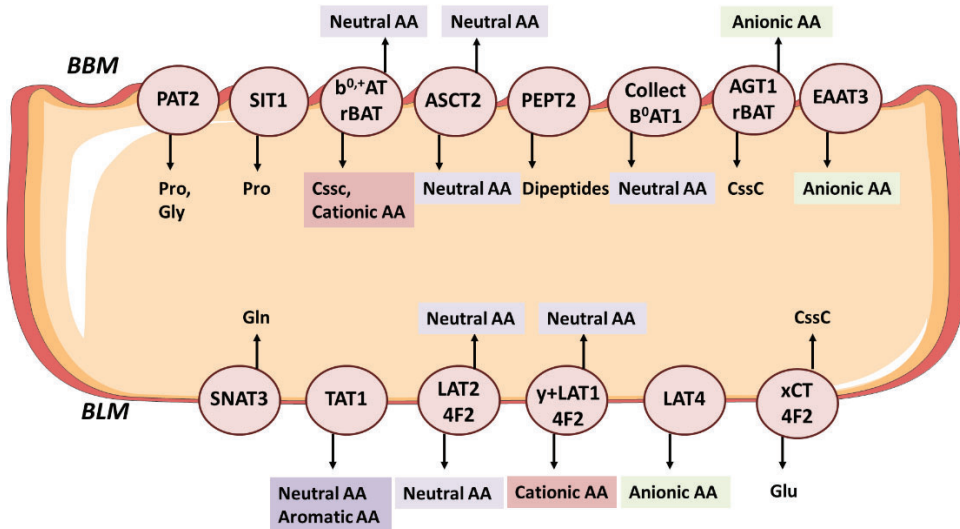 Neutral AA
Neutral AA
Anionic AA
BBM
PAT2
SIT1
b⁰,⁺AT
rBAT
ASCT2
PEPT2
Collect
B⁰AT1
AGT1
rBAT
EAAT3
Pro,
Gly
Pro
Cssc,
Cationic AA
Neutral AA
Dipeptides
Neutral AA
CssC
Anionic AA
Gln
Neutral AA
Neutral AA
CssC
BLM
SNAT3
TAT1
LAT2
4F2
y+LAT1
4F2
LAT4
xCT
4F2
Neutral AA
Aromatic AA
Neutral AA
Cationic AA
Anionic AA
Glu